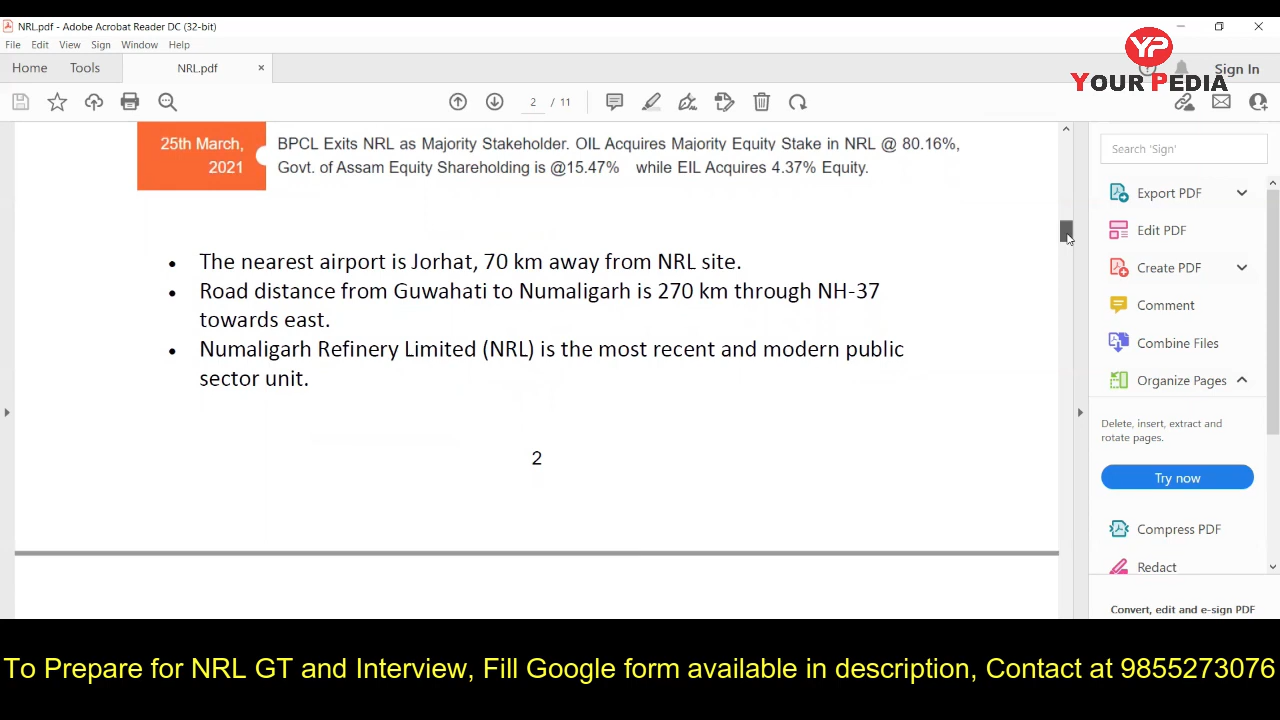 NRL.pdf - Adobe Acrobat Reader DC (32-bit)
File Edit View Sign Window Help
Home Tools NRL.pdf × Sign In
YP
YOUR PEDIA
2 / 11
25th March,
2021
BPCL Exits NRL as Majority Stakeholder. OIL Acquires Majority Equity Stake in NRL @ 80.16%,
Govt. of Assam Equity Shareholding is @15.47% while EIL Acquires 4.37% Equity.
• The nearest airport is Jorhat, 70 km away from NRL site.
• Road distance from Guwahati to Numaligarh is 270 km through NH-37
towards east.
• Numaligarh Refinery Limited (NRL) is the most recent and modern public
sector unit.
2
Search 'Sign'
Export PDF
Edit PDF
Create PDF
Comment
Combine Files
Organize Pages
Delete, insert, extract and
rotate pages.
Try now
Compress PDF
Redact
Convert, edit and e-sign PDF
To Prepare for NRL GT and Interview, Fill Google form available in description, Contact at 9855273076